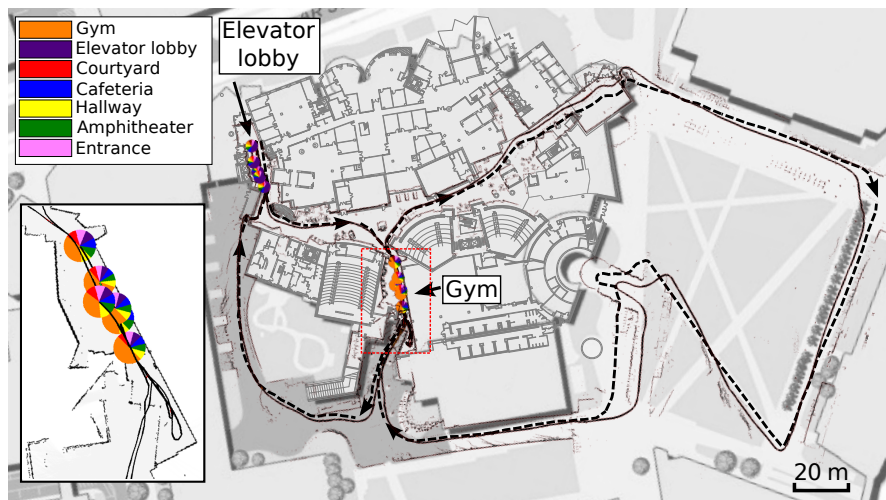 Gym
Elevator lobby
Courtyard
Cafeteria
Hallway
Amphitheater
Entrance
Elevator
lobby
Gym
20 m